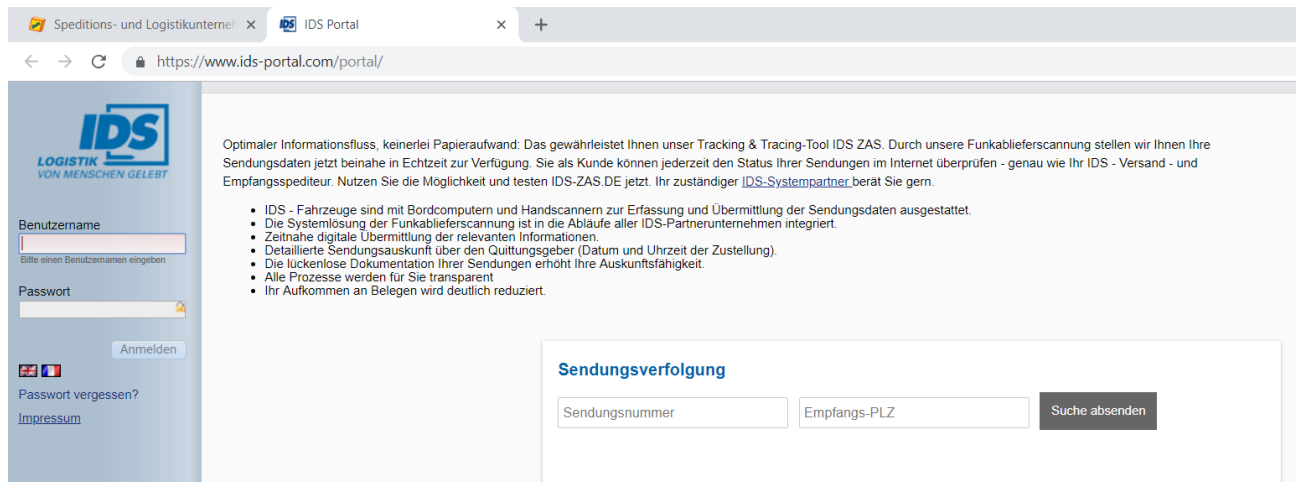 Speditions- und Logistikunterneh
IDS Portal
https://www.ids-portal.com/portal/
IDS
LOGISTIK
VON MENSCHEN GELEBT
Optimaler Informationsfluss, keinerlei Papieraufwand: Das gewährleistet Ihnen unser Tracking & Tracing-Tool IDS ZAS. Durch unsere Funkablieferscannung stellen wir Ihnen Ihre
Sendungsdaten jetzt beinahe in Echtzeit zur Verfügung. Sie als Kunde können jederzeit den Status Ihrer Sendungen im Internet überprüfen - genau wie Ihr IDS - Versand - und
Empfangsspediteur. Nutzen Sie die Möglichkeit und testen IDS-ZAS.DE jetzt. Ihr zuständiger IDS-Systempartner berät Sie gern.
• IDS - Fahrzeuge sind mit Bordcomputern und Handscannern zur Erfassung und Übermittlung der Sendungsdaten ausgestattet.
• Die Systemlösung der Funkablieferscannung ist in die Abläufe aller IDS-Partnerunternehmen integriert.
• Zeitnahe digitale Übermittlung der relevanten Informationen.
• Detaillierte Sendungsauskunft über den Quittungsgeber (Datum und Uhrzeit der Zustellung).
• Die lückenlose Dokumentation Ihrer Sendungen erhöht Ihre Auskunftsfähigkeit.
• Alle Prozesse werden für Sie transparent
• Ihr Aufkommen an Belegen wird deutlich reduziert.
Benutzername
Bitte einen Benutzernamen eingeben
Passwort
Anmelden
Passwort vergessen?
Impressum
Sendungsverfolgung
Sendungsnummer
Empfangs-PLZ
Suche absenden